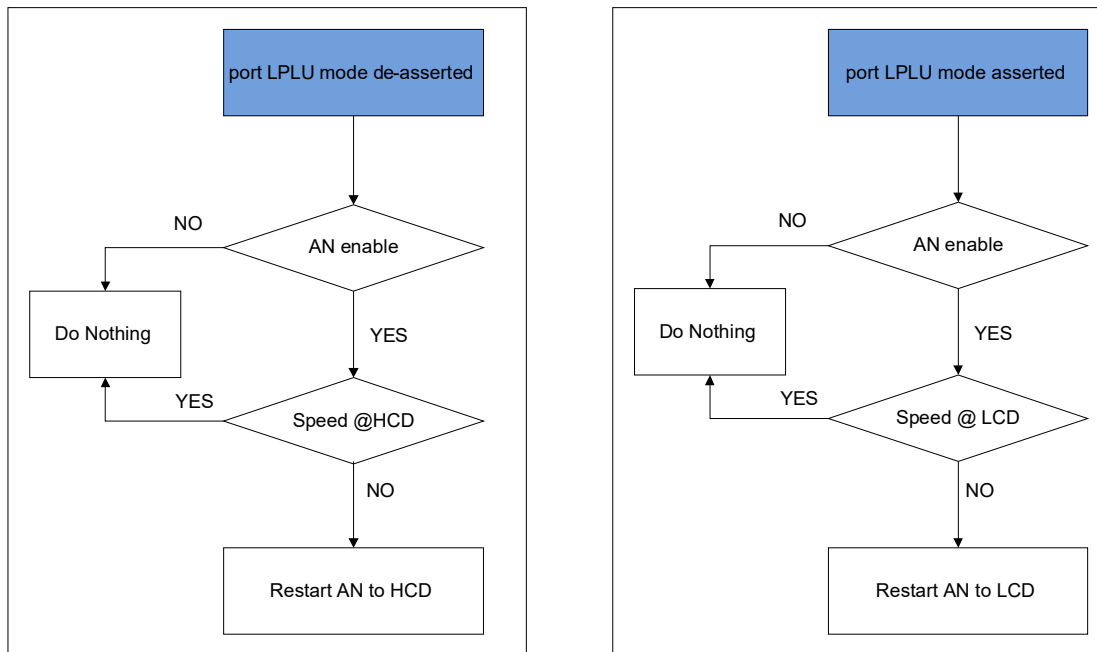 port LPLU mode de-asserted
NO
AN enable
Do Nothing
YES
YES
Speed @HCD
NO
Restart AN to HCD
port LPLU mode asserted
NO
AN enable
Do Nothing
YES
YES
Speed @ LCD
NO
Restart AN to LCD